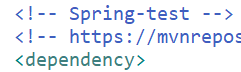 <!-- Spring-test -->
<!-- https://mvnrepos
<dependency>